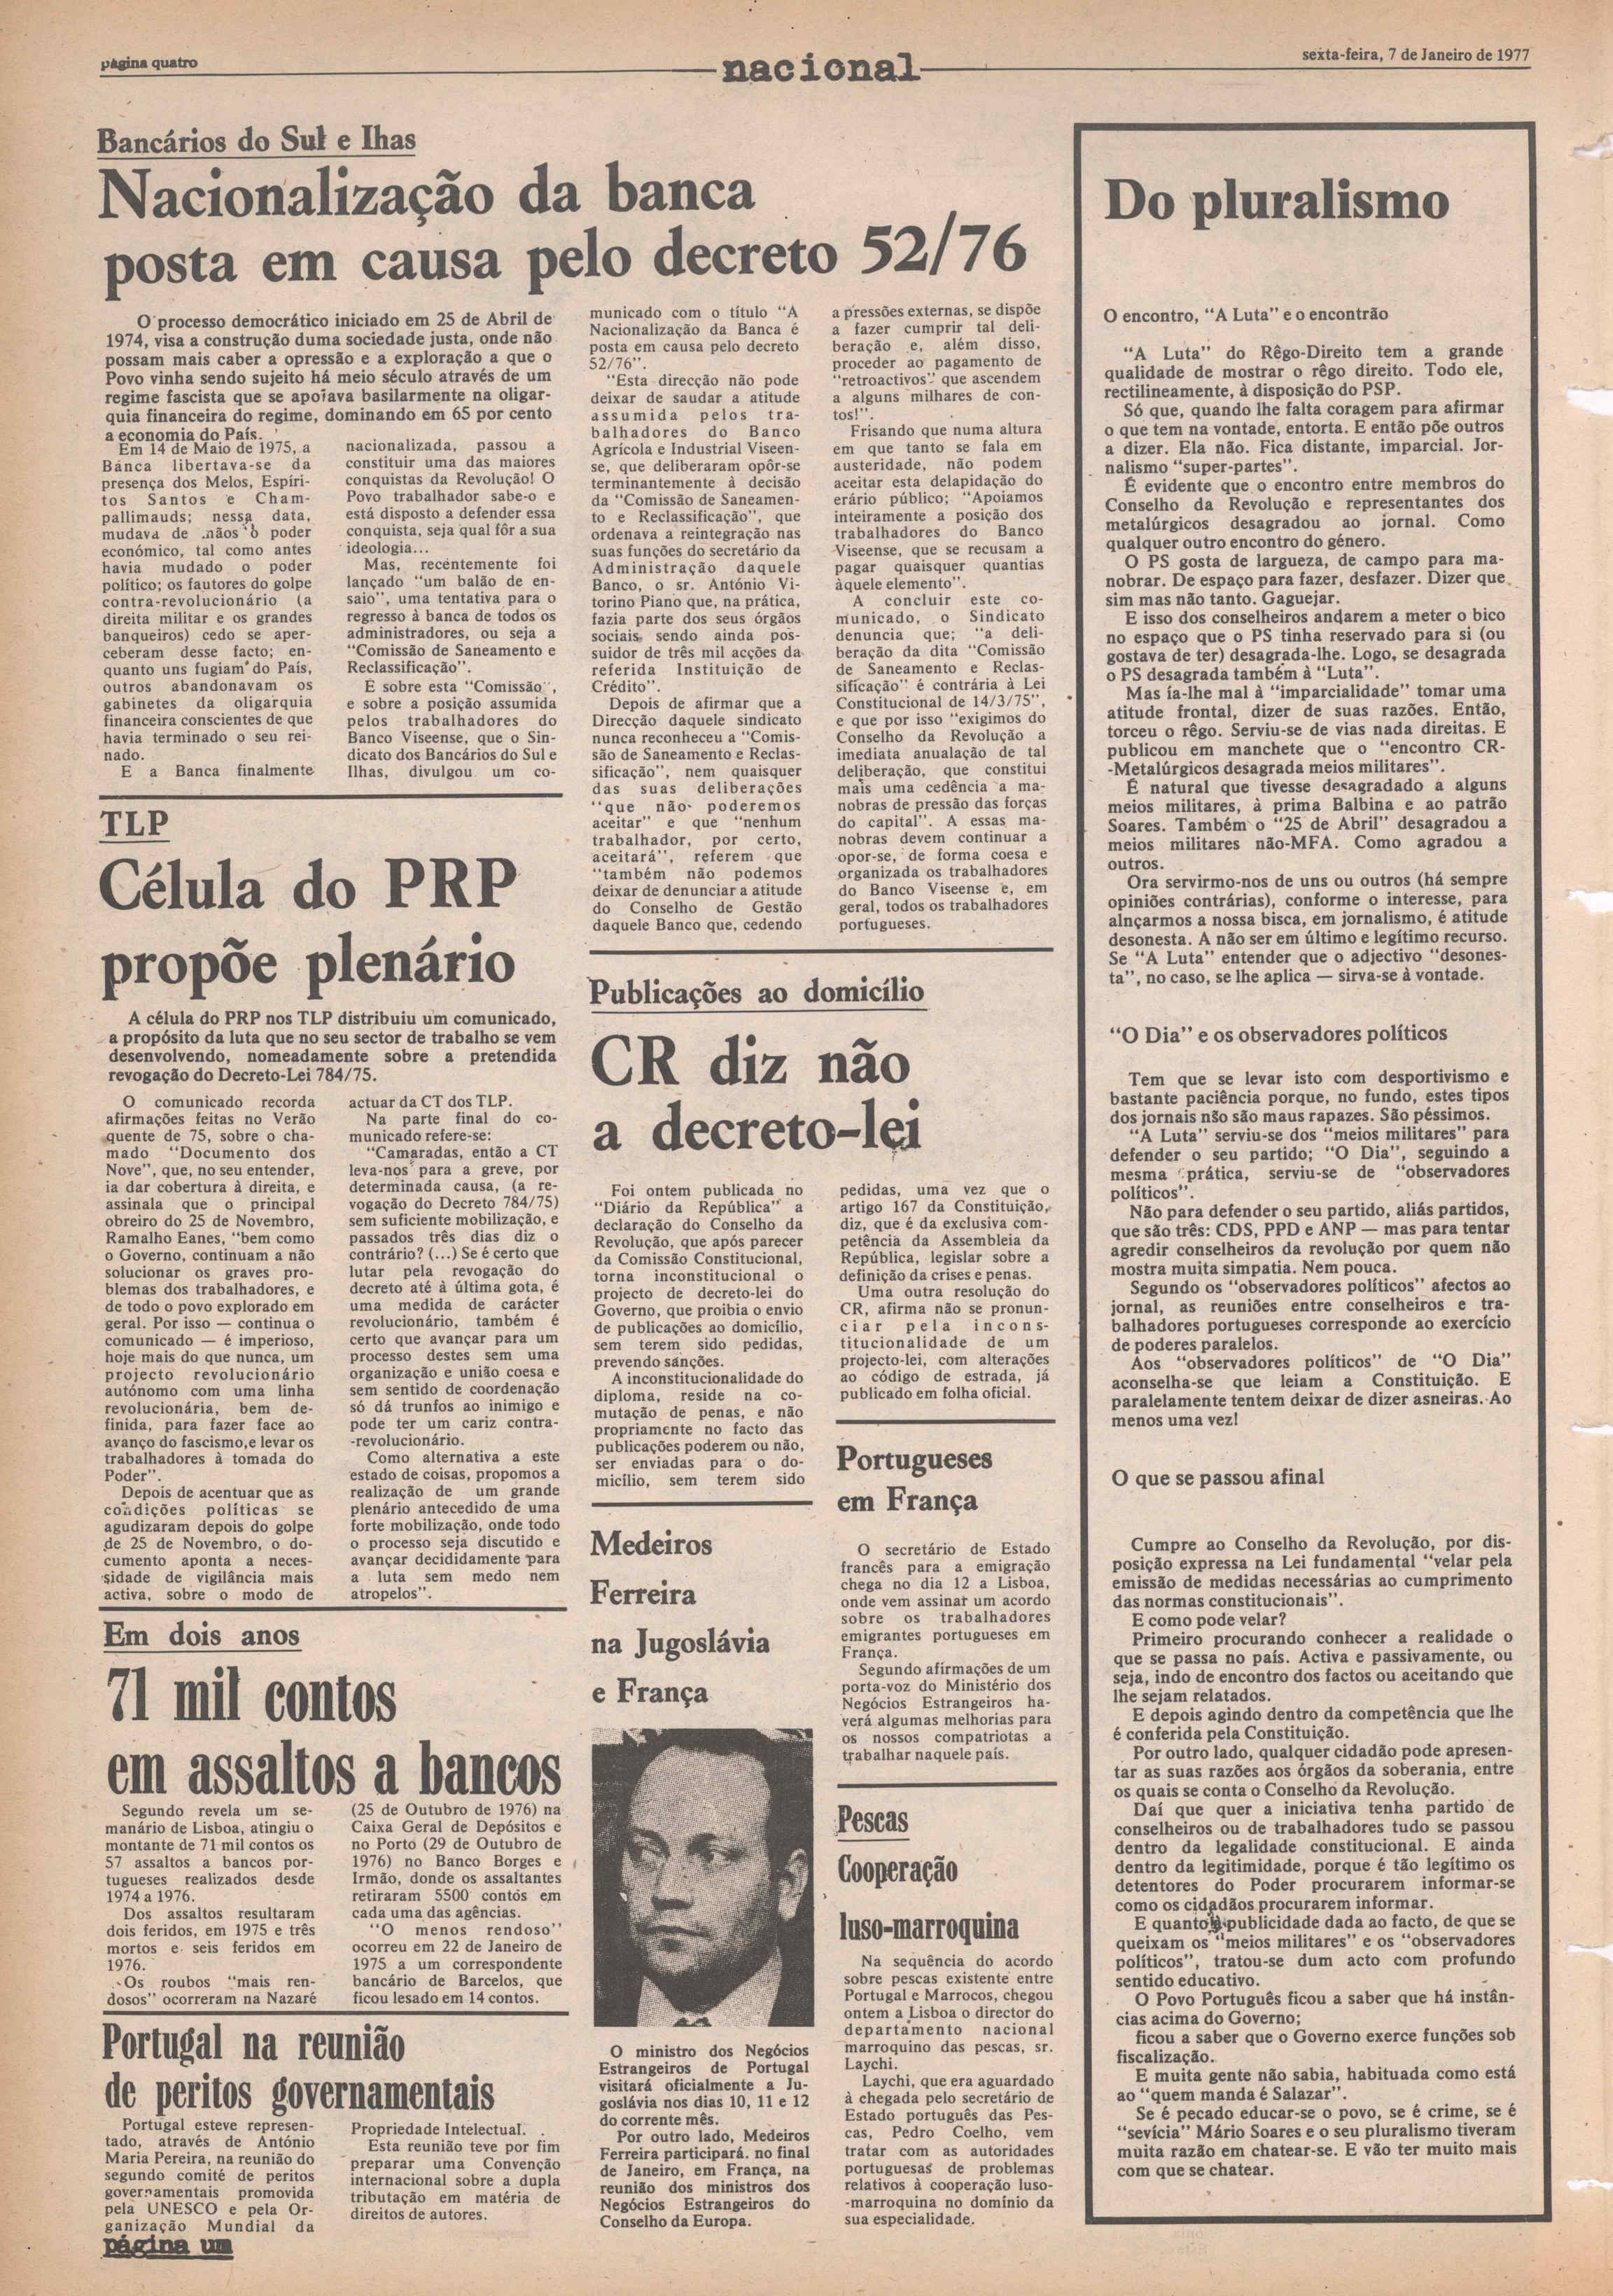 página quatro
nacional
sexta-feira, 7 de Janeiro de 1977
Bancários do Sul e Ilhas
Nacionalização da banca
posta em causa pelo decreto 52/76
O processo democrático iniciado em 25 de Abril de
1974, visa a construção duma sociedade justa, onde não
possam mais caber a opressão e a exploração a que o
Povo vinha sendo sujeito há meio século através de um
regime fascista que se apoiava basilarmente na oligar-
quia financeira do regime, dominando em 65 por cento
a economia do País.
Em 14 de Maio de 1975, a
Banca libertava-se da
presença dos Melos, Espíri-
tos Santos e Cham-
pallimauds; nessa data,
mudava de mãos o poder
económico, tal como antes
havia mudado o poder
político; os fautores do golpe
contra-revolucionário (a
direita militar e os grandes
banqueiros) cedo se aper-
ceberam desse facto; en-
quanto uns fugiam do País,
outros abandonavam os
gabinetes da oligarquia
financeira conscientes de que
havia terminado o seu rei-
nado.
E a Banca finalmente
nacionalizada, passou a
constituir uma das maiores
conquistas da Revolução! O
Povo trabalhador sabe-o e
está disposto a defender essa
conquista, seja qual fôr a sua
ideologia...
Mas, recentemente foi
lançado "um balão de en-
saio", uma tentativa para o
regresso à banca de todos os
administradores, ou seja a
"Comissão de Saneamento e
Reclassificação".
É sobre esta "Comissão",
e sobre a posição assumida
pelos trabalhadores do
Banco Viseense, que o Sin-
dicato dos Bancários do Sul e
Ilhas, divulgou um co-
municado com o título "A
Nacionalização da Banca é
posta em causa pelo decreto
52/76".
"Esta direcção não pode
deixar de saudar a atitude
assumida pelos tra-
balhadores do Banco
Agrícola e Industrial Viseen-
se, que deliberaram opôr-se
terminantemente à decisão
da "Comissão de Saneamen-
to e Reclassificação", que
ordenava a reintegração nas
suas funções do secretário da
Administração daquele
Banco, o sr. António Vi-
torino Piano que, na prática,
fazia parte dos seus órgãos
sociais, sendo ainda pos-
suidor de três mil acções da
referida Instituição de
Crédito".
Depois de afirmar que a
Direcção daquele sindicato
nunca reconheceu a "Comis-
são de Saneamento e Reclas-
sificação", nem quaisquer
das suas deliberações
"que não poderemos
aceitar" e que "nenhum
trabalhador, por certo,
aceitará", referem que
"também não podemos
deixar de denunciar a atitude
do Conselho de Gestão
daquele Banco que, cedendo
a pressões externas, se dispõe
a fazer cumprir tal deli-
beração e, além disso,
proceder ao pagamento de
"retroactivos" que ascendem
a alguns milhares de con-
tos!".
Frisando que numa altura
em que tanto se fala em
austeridade, não podem
aceitar esta delapidação do
erário público; "Apoiamos
inteiramente a posição dos
trabalhadores do Banco
Viseense, que se recusam a
pagar quaisquer quantias
àquele elemento".
A concluir este co-
municado, o Sindicato
denuncia que; "a deli-
beração da dita "Comissão
de Saneamento e Reclas-
sificação" é contrária à Lei
Constitucional de 14/3/75",
e que por isso "exigimos do
Conselho da Revolução a
imediata anualação de tal
deliberação, que constitui
mais uma cedência a ma-
nobras de pressão das forças
do capital". A essas ma-
nobras devem continuar a
opor-se, de forma coesa e
organizada os trabalhadores
do Banco Viseense e, em
geral, todos os trabalhadores
portugueses.
TLP
Célula do PRP
propõe plenário
A célula do PRP nos TLP distribuiu um comunicado,
a propósito da luta que no seu sector de trabalho se vem
desenvolvendo, nomeadamente sobre a pretendida
revogação do Decreto-Lei 784/75.
O comunicado recorda
afirmações feitas no Verão
quente de 75, sobre o cha-
mado "Documento dos
Nove", que, no seu entender,
ia dar cobertura à direita, e
assinala que o principal
obreiro do 25 de Novembro,
Ramalho Eanes, "bem como
o Governo, continuam a não
solucionar os graves pro-
blemas dos trabalhadores, e
de todo o povo explorado em
geral. Por isso — continua o
comunicado — é imperioso,
hoje mais do que nunca, um
projecto revolucionário
autónomo com uma linha
revolucionária, bem de-
finida, para fazer face ao
avanço do fascismo,e levar os
trabalhadores à tomada do
Poder".
Depois de acentuar que as
condições políticas se
agudizaram depois do golpe
de 25 de Novembro, o do-
cumento aponta a neces-
sidade de vigilância mais
activa, sobre o modo de
actuar da CT dos TLP.
Na parte final do co-
municado refere-se:
"Camaradas, então a CT
leva-nos para a greve, por
determinada causa, (a re-
vogação do Decreto 784/75)
sem suficiente mobilização, e
passados três dias diz o
contrário? (...) Se é certo que
lutar pela revogação do
decreto até à última gota, é
uma medida de carácter
revolucionário, também é
certo que avançar para um
processo destes sem uma
organização e união coesa e
sem sentido de coordenação
só dá trunfos ao inimigo e
pode ter um cariz contra-
-revolucionário.
Como alternativa a este
estado de coisas, propomos a
realização de um grande
plenário antecedido de uma
forte mobilização, onde todo
o processo seja discutido e
avançar decididamente para
a luta sem medo nem
atropelos".
Em dois anos
71 mil contos
em assaltos a bancos
Segundo revela um se-
manário de Lisboa, atingiu o
montante de 71 mil contos os
57 assaltos a bancos por-
tugueses realizados desde
1974 a 1976.
Dos assaltos resultaram
dois feridos, em 1975 e três
mortos e seis feridos em
1976.
Os roubos "mais ren-
dosos" ocorreram na Nazaré
(25 de Outubro de 1976) na
Caixa Geral de Depósitos e
no Porto (29 de Outubro de
1976) no Banco Borges e
Irmão, donde os assaltantes
retiraram 5500 contos em
cada uma das agências.
"O menos rendoso"
ocorreu em 22 de Janeiro de
1975 a um correspondente
bancário de Barcelos, que
ficou lesado em 14 contos.
Portugal na reunião
de peritos governamentais
Portugal esteve represen-
tado, através de António
Maria Pereira, na reunião do
segundo comité de peritos
governamentais promovida
pela UNESCO e pela Or-
ganização Mundial da
Propriedade Intelectual.
Esta reunião teve por fim
preparar uma Convenção
internacional sobre a dupla
tributação em matéria de
direitos de autores.
página um
Publicações ao domicílio
CR diz não
a decreto-lei
Foi ontem publicada no
"Diário da República" a
declaração do Conselho da
Revolução, que após parecer
da Comissão Constitucional,
torna inconstitucional o
projecto de decreto-lei do
Governo, que proibia o envio
de publicações ao domicílio,
sem terem sido pedidas,
prevendo sánções.
A inconstitucionalidade do
diploma, reside na co-
mutação de penas, e não
propriamente no facto das
publicações poderem ou não,
ser enviadas para o do-
micílio, sem terem sido
pedidas, uma vez que o
artigo 167 da Constituição,
diz, que é da exclusiva com-
petência da Assembleia da
República, legislar sobre a
definição da crises e penas.
Uma outra resolução do
CR, afirma não se pronun-
ciar pela incons-
titucionalidade de um
projecto-lei, com alterações
ao código de estrada, já
publicado em folha oficial.
Medeiros
Ferreira
na Jugoslávia
e França
O ministro dos Negócios
Estrangeiros de Portugal
visitará oficialmente a Ju-
goslávia nos dias 10, 11 e 12
do corrente mês.
Por outro lado, Medeiros
Ferreira participará. no final
de Janeiro, em França, na
reunião dos ministros dos
Negócios Estrangeiros do
Conselho da Europa.
Portugueses
em França
O secretário de Estado
francês para a emigração
chega no dia 12 a Lisboa,
onde vem assinar um acordo
sobre os trabalhadores
emigrantes portugueses em
França.
Segundo afirmações de um
porta-voz do Ministério dos
Negócios Estrangeiros ha-
verá algumas melhorias para
os nossos compatriotas a
trabalhar naquele país.
Pescas
Cooperação
luso-marroquina
Na sequência do acordo
sobre pescas existente entre
Portugal e Marrocos, chegou
ontem a Lisboa o director do
departamento nacional
marroquino das pescas, sr.
Laychi.
Laychi, que era aguardado
à chegada pelo secretário de
Estado português das Pes-
cas, Pedro Coelho, vem
tratar com as autoridades
portuguesas de problemas
relativos à cooperação luso-
-marroquina no domínio da
sua especialidade.
Do pluralismo
O encontro, "A Luta" e o encontrão
"A Luta" do Rêgo-Direito tem a grande
qualidade de mostrar o rêgo direito. Todo ele,
rectilineamente, à disposição do PSP.
Só que, quando lhe falta coragem para afirmar
o que tem na vontade, entorta. E então põe outros
a dizer. Ela não. Fica distante, imparcial. Jor-
nalismo "super-partes".
É evidente que o encontro entre membros do
Conselho da Revolução e representantes dos
metalúrgicos desagradou ao jornal. Como
qualquer outro encontro do género.
O PS gosta de largueza, de campo para ma-
nobrar. De espaço para fazer, desfazer. Dizer que
sim mas não tanto. Gaguejar.
E isso dos conselheiros andarem a meter o bico
no espaço que o PS tinha reservado para si (ou
gostava de ter) desagrada-lhe. Logo, se desagrada
o PS desagrada também à "Luta".
Mas ía-lhe mal à "imparcialidade" tomar uma
atitude frontal, dizer de suas razões. Então,
torceu o rêgo. Serviu-se de vias nada direitas. E
publicou em manchete que o "encontro CR-
-Metalúrgicos desagrada meios militares".
É natural que tivesse desagradado a alguns
meios militares, à prima Balbina e ao patrão
Soares. Também o "25 de Abril" desagradou a
meios militares não-MFA. Como agradou a
outros.
Ora servirmo-nos de uns ou outros (há sempre
opiniões contrárias), conforme o interesse, para
alnçarmos a nossa bisca, em jornalismo, é atitude
desonesta. A não ser em último e legítimo recurso.
Se "A Luta" entender que o adjectivo "desones-
ta", no caso, se lhe aplica — sirva-se à vontade.
"O Dia" e os observadores políticos
Tem que se levar isto com desportivismo e
bastante paciência porque, no fundo, estes tipos
dos jornais nšo são maus rapazes. São péssimos.
"A Luta" serviu-se dos "meios militares" para
defender o seu partido; "O Dia", seguindo a
mesma prática, serviu-se de "observadores
políticos".
Não para defender o seu partido, aliás partidos,
que são três: CDS, PPD e ANP — mas para tentar
agredir conselheiros da revolução por quem não
mostra muita simpatia. Nem pouca.
Segundo os "observadores políticos" afectos ao
jornal, as reuniões entre conselheiros e tra-
balhadores portugueses corresponde ao exercício
de poderes paralelos.
Aos "observadores políticos" de "O Dia"
aconselha-se que leiam a Constituição. E
paralelamente tentem deixar de dizer asneiras. Ao
menos uma vez!
O que se passou afinal
Cumpre ao Conselho da Revolução, por dis-
posição expressa na Lei fundamental "velar pela
emissão de medidas necessárias ao cumprimento
das normas constitucionais".
E como pode velar?
Primeiro procurando conhecer a realidade o
que se passa no país. Activa e passivamente, ou
seja, indo de encontro dos factos ou aceitando que
lhe sejam relatados.
E depois agindo dentro da competência que lhe
é conferida pela Constituição.
Por outro lado, qualquer cidadão pode apresen-
tar as suas razões aos órgãos da soberania, entre
os quais se conta o Conselho da Revolução.
Daí que quer a iniciativa tenha partido de
conselheiros ou de trabalhadores tudo se passou
dentro da legalidade constitucional. E ainda
dentro da legitimidade, porque é tão legítimo os
detentores do Poder procurarem informar-se
como os cidadãos procurarem informar.
E quanto publicidade dada ao facto, de que se
queixam os "meios militares" e os "observadores
políticos", tratou-se dum acto com profundo
sentido educativo.
O Povo Português ficou a saber que há instân-
cias acima do Governo;
ficou a saber que o Governo exerce funções sob
fiscalização.
E muita gente não sabia, habituada como está
ao "quem manda é Salazar".
Se é pecado educar-se o povo, se é crime, se é
"sevícia" Mário Soares e o seu pluralismo tiveram
muita razão em chatear-se. E vão ter muito mais
com que se chatear.